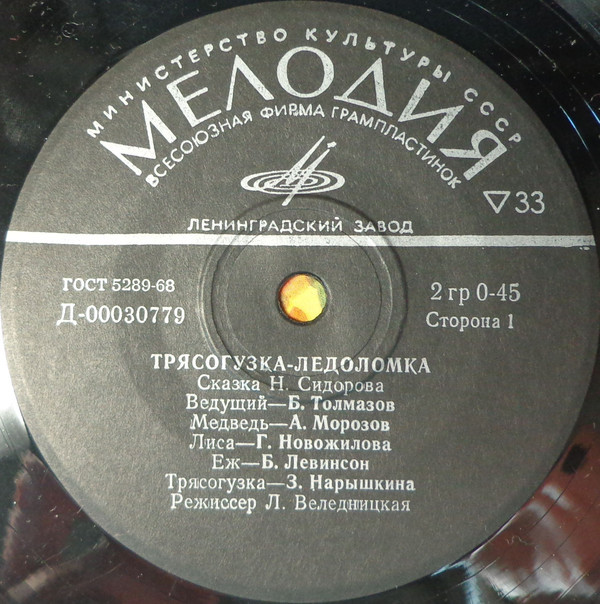 МИНИСТЕРСТВО КУЛЬТУРЫ СССР
МЕЛОДИЯ
ВСЕСОЮЗНАЯ ФИРМА ГРАМПЛАСТИНОК
33
ЛЕНИНГРАДСКИЙ ЗАВОД
ГОСТ 5289-68
2 гр 0-45
Д-00030779
Сторона 1
ТРЯСОГУЗКА-ЛЕДОЛОМКА
Сказка Н. Сидорова
Ведущий—Б. Толмазов
Медведь—А. Морозов
Лиса—Г. Новожилова
Еж—Б. Левинсон
Трясогузка—З. Нарышкина
Режиссер Л. Веледницкая